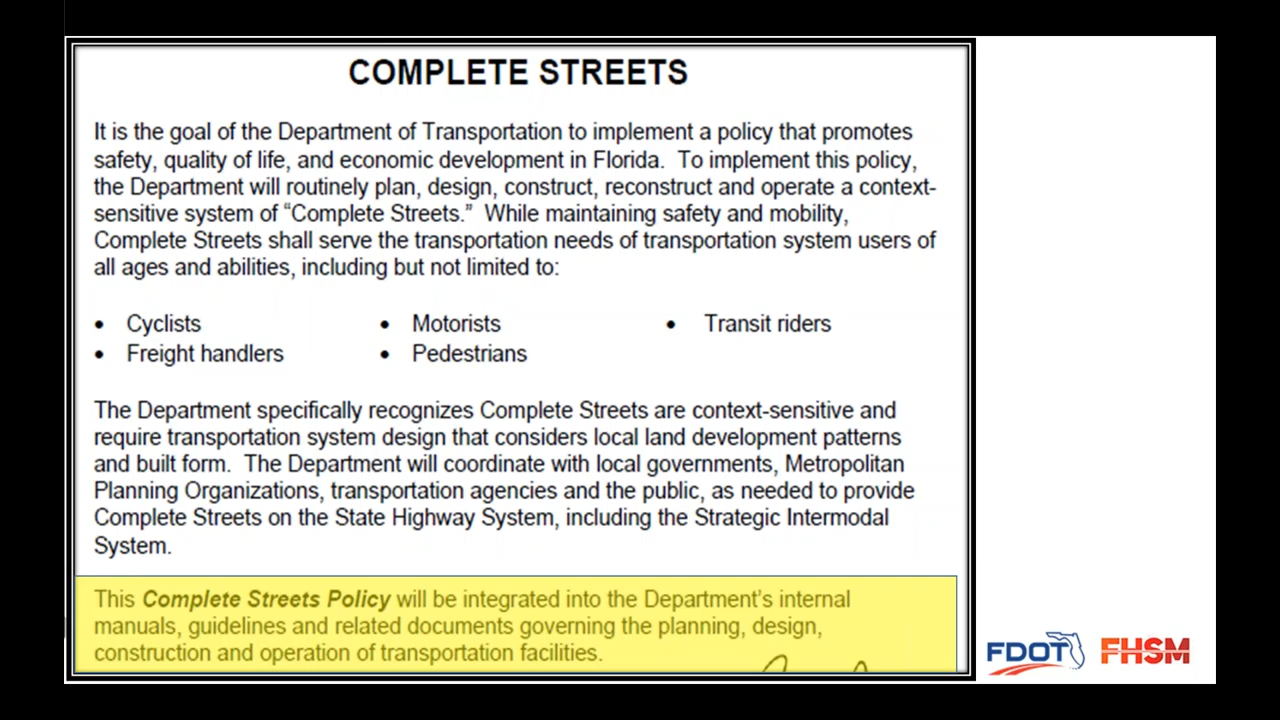 COMPLETE STREETS
It is the goal of the Department of Transportation to implement a policy that promotes
safety, quality of life, and economic development in Florida.  To implement this policy,
the Department will routinely plan, design, construct, reconstruct and operate a context-
sensitive system of “Complete Streets.”  While maintaining safety and mobility,
Complete Streets shall serve the transportation needs of transportation system users of
all ages and abilities, including but not limited to:
• Cyclists • Motorists • Transit riders
• Freight handlers • Pedestrians
The Department specifically recognizes Complete Streets are context-sensitive and
require transportation system design that considers local land development patterns
and built form.  The Department will coordinate with local governments, Metropolitan
Planning Organizations, transportation agencies and the public, as needed to provide
Complete Streets on the State Highway System, including the Strategic Intermodal
System.
This Complete Streets Policy will be integrated into the Department’s internal
manuals, guidelines and related documents governing the planning, design,
construction and operation of transportation facilities.
FDOT FHSM